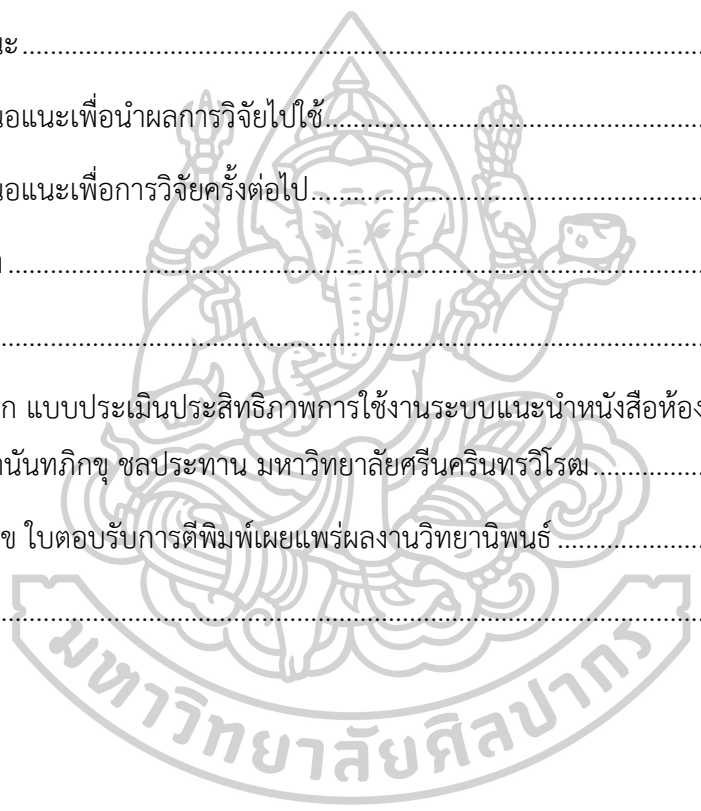 นะ..........
นอแนะเพื่อนำผลการวิจัยไปใช้..........
นอแนะเพื่อการวิจัยครั้งต่อไป..........
..........
..........
ก แบบประเมินประสิทธิภาพการใช้งานระบบแนะนำหนังสือห้อง
านันทภิกขุ ชลประทาน มหาวิทยาลัยศรีนครินทรวิโรฒ..........
ข ใบตอบรับการตีพิมพ์เผยแพร่ผลงานวิทยานิพนธ์..........
..........
มหาวิทยาลัยศิลปากร